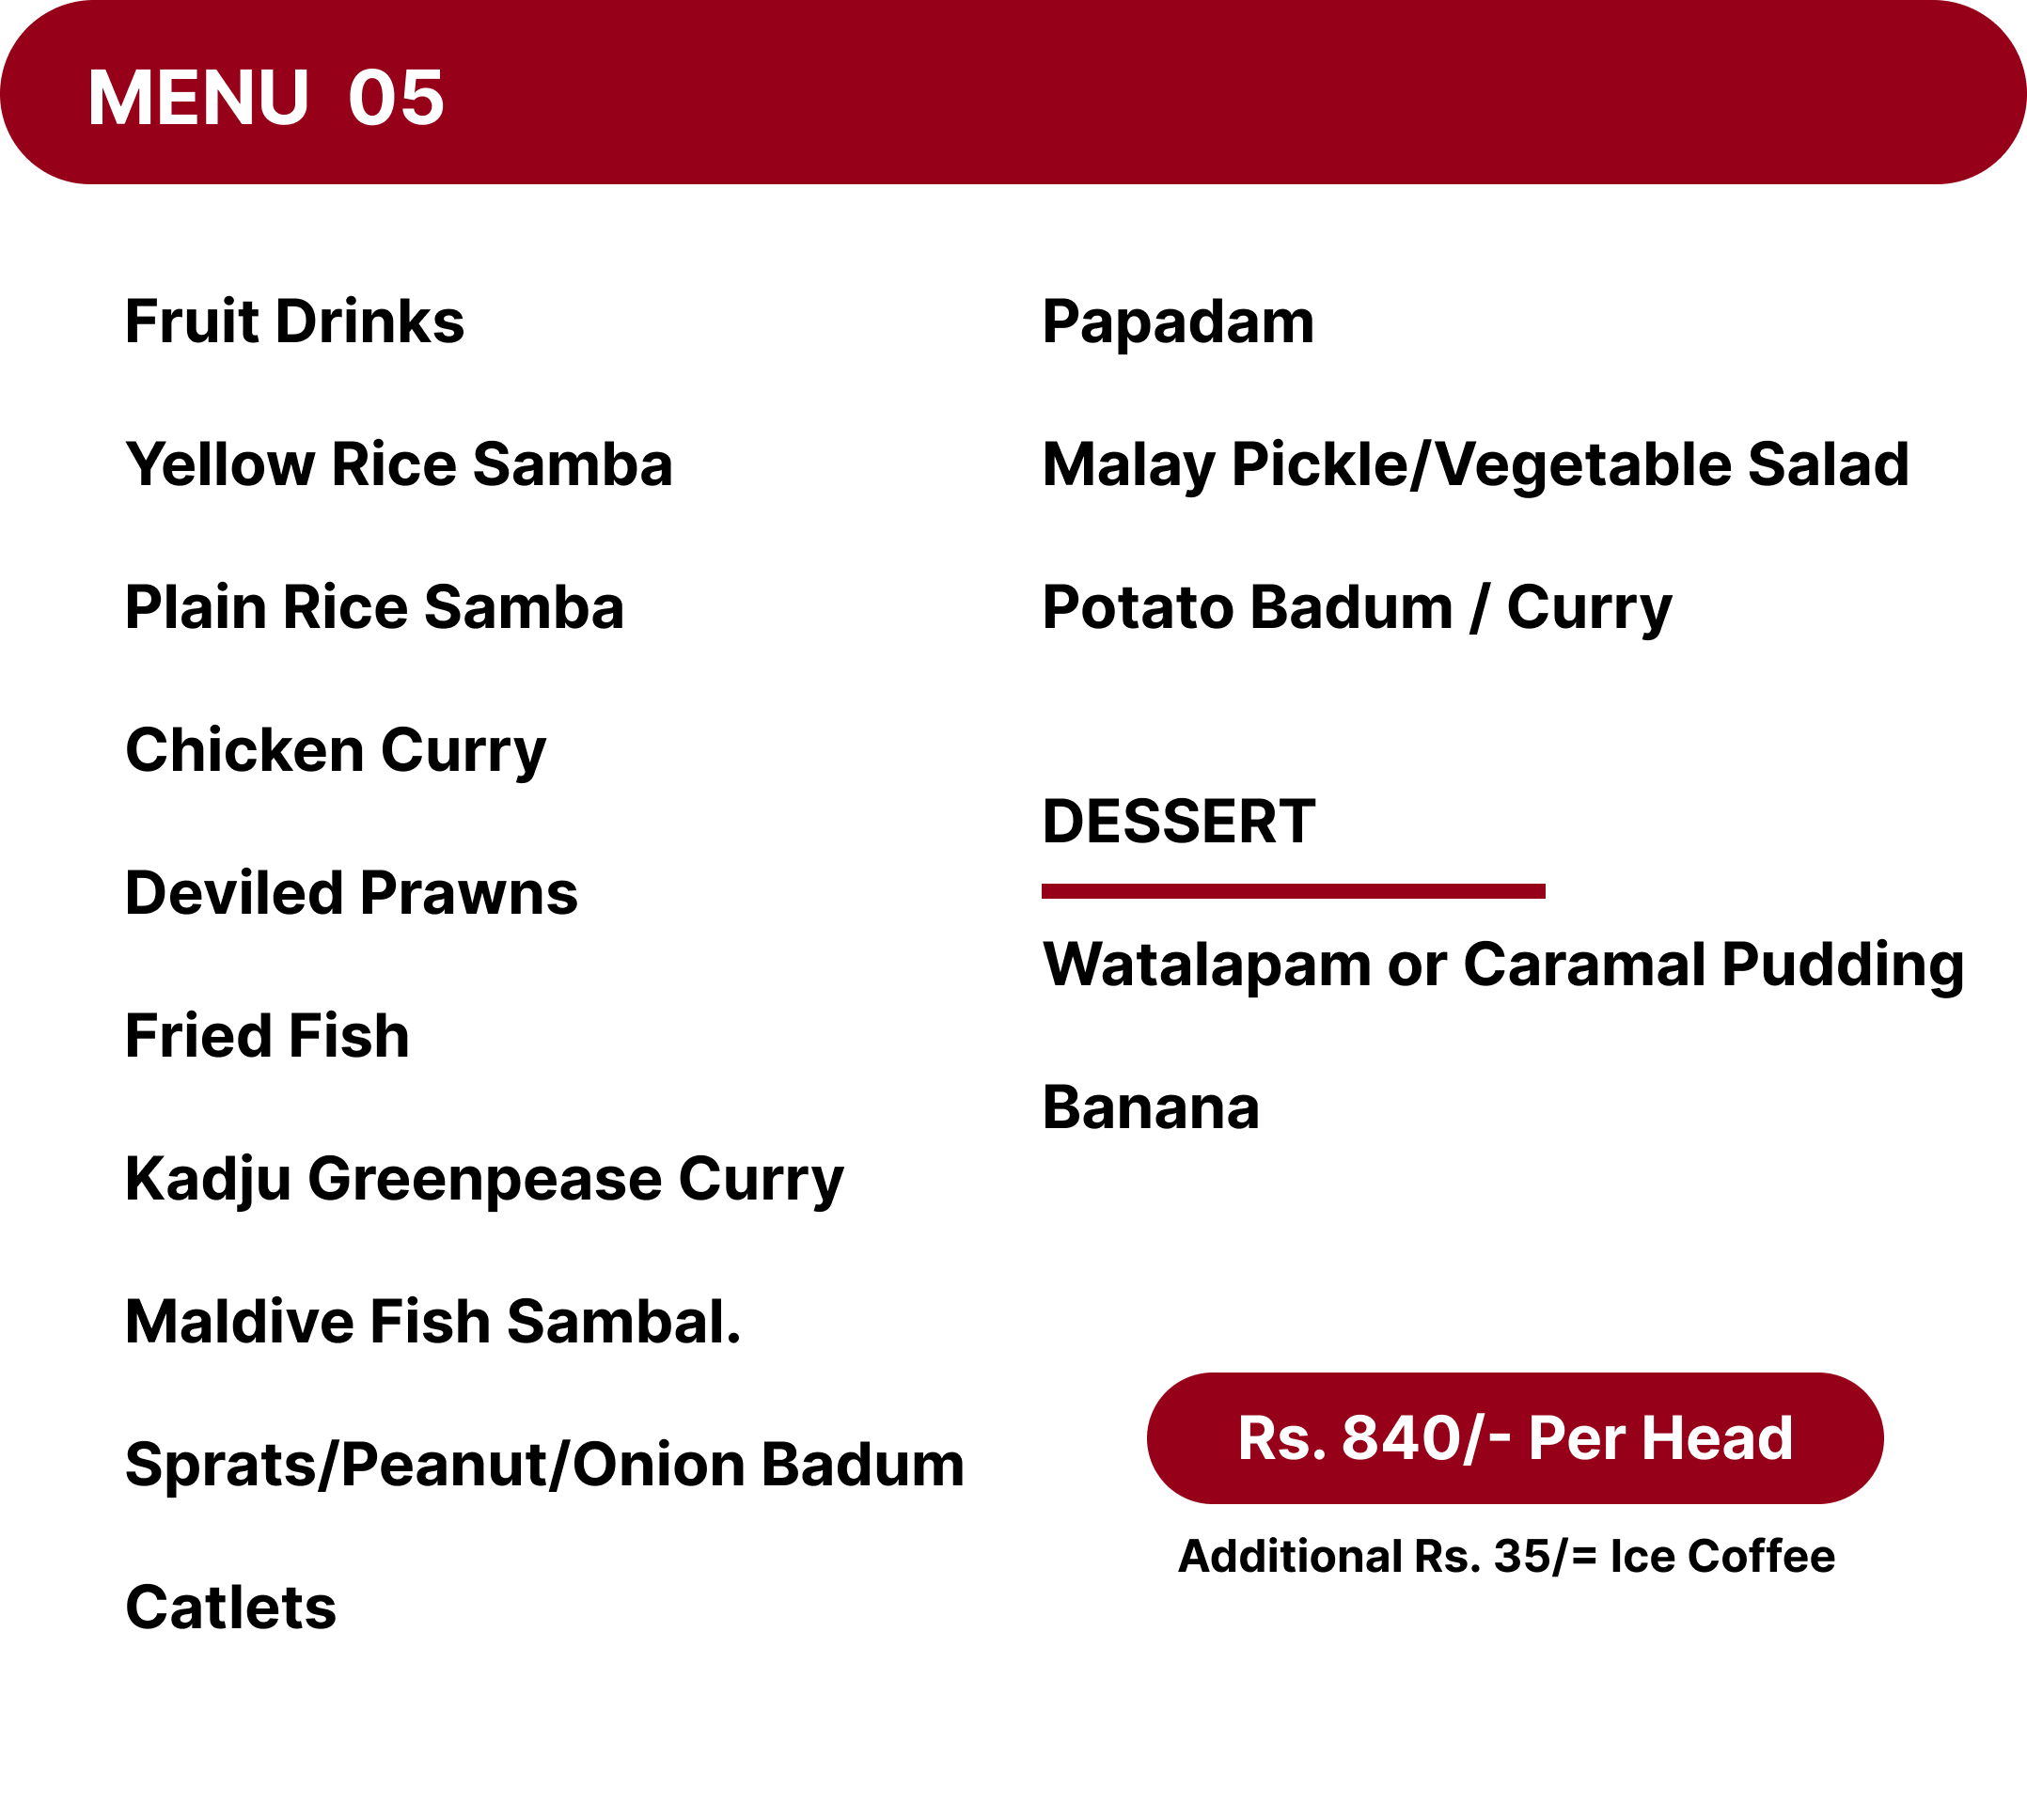 MENU 05
Fruit Drinks
Yellow Rice Samba
Plain Rice Samba
Chicken Curry
Deviled Prawns
Fried Fish
Kadju Greenpease Curry
Maldive Fish Sambal.
Sprats/Peanut/Onion Badum
Catlets
Papadam
Malay Pickle/Vegetable Salad
Potato Badum / Curry
DESSERT
Watalapam or Caramal Pudding
Banana
Rs. 840/- Per Head
Additional Rs. 35/= Ice Coffee